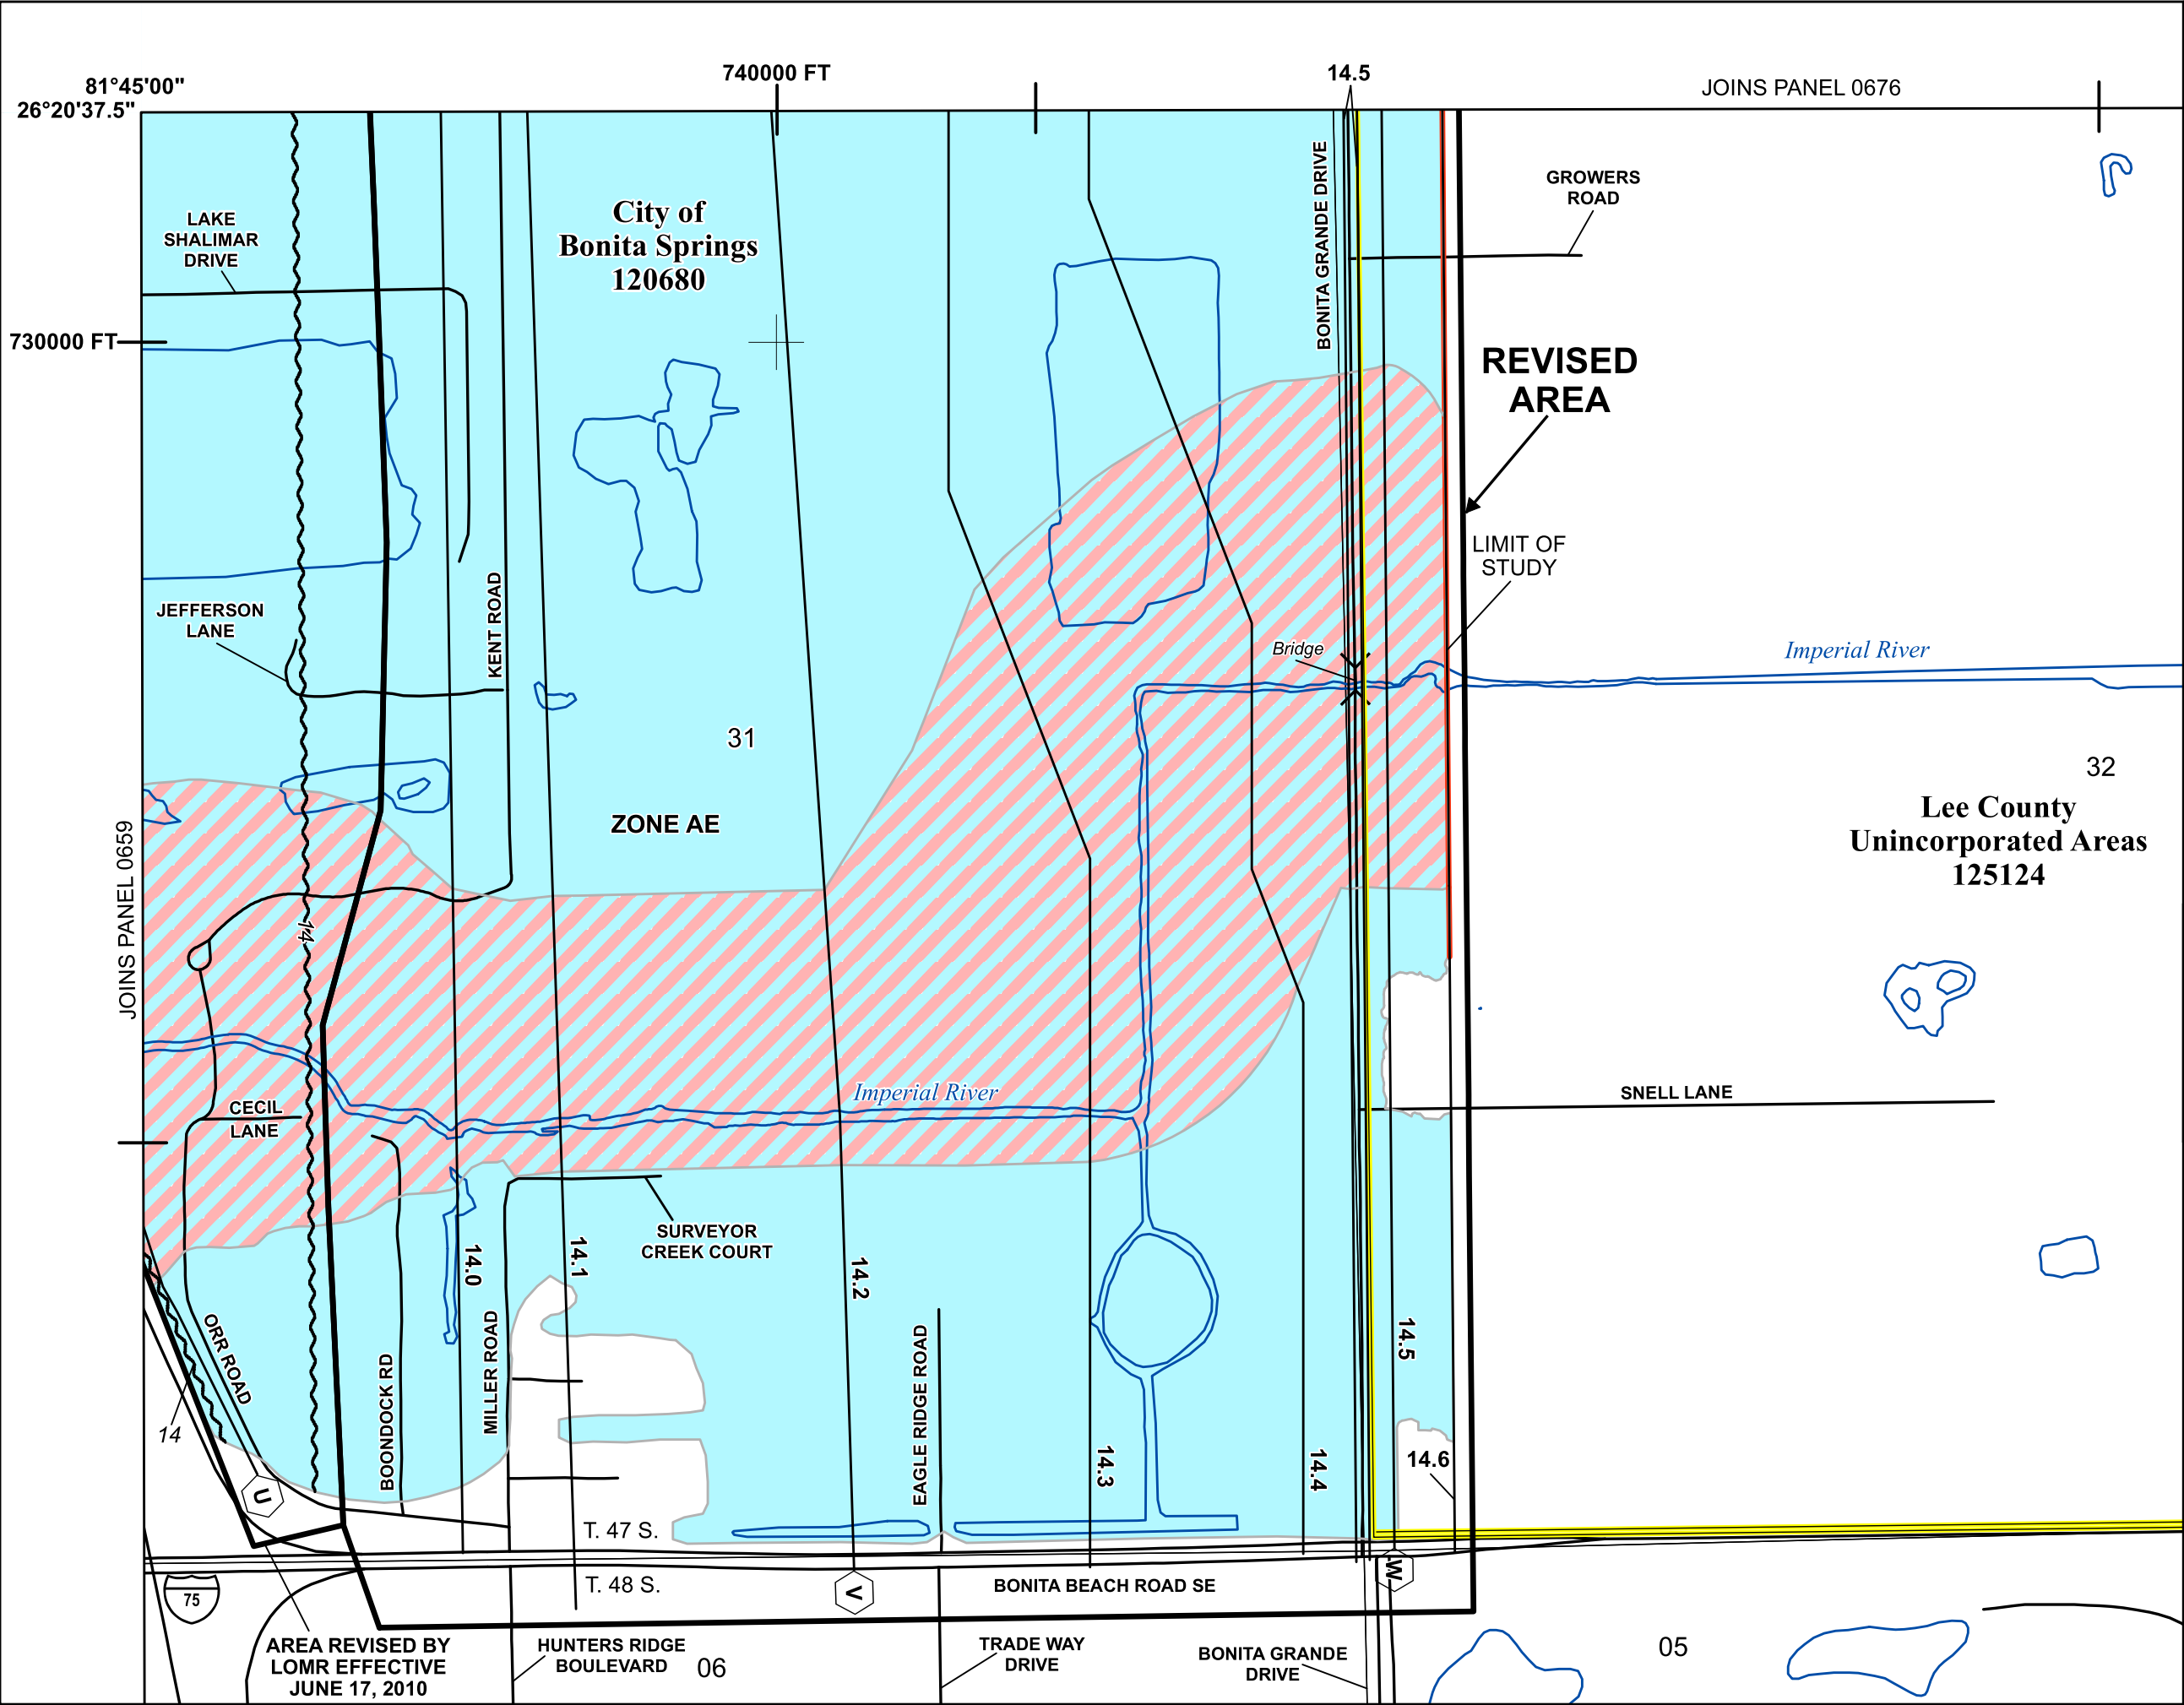 740000 FT
14.5
81°45'00"
JOINS PANEL 0676
26°20'37.5"
GROWERS
ROAD
BONITA GRANDE DRIVE
LAKE
SHALIMAR
DRIVE
City of
Bonita Springs
120680
730000 FT
REVISED
AREA
LIMIT OF
STUDY
JEFFERSON
LANE
KENT ROAD
Bridge
Imperial River
31
32
ZONE AE
Lee County
Unincorporated Areas
125124
JOINS PANEL 0659
14
Imperial River
SNELL LANE
CECIL
LANE
SURVEYOR
CREEK COURT
14.0
14.1
14.2
ORR ROAD
BOONDOCK RD
MILLER ROAD
EAGLE RIDGE ROAD
14.5
14
14.3
14.4
14.6
U
T. 47 S.
T. 48 S.
V
W
BONITA BEACH ROAD SE
75
AREA REVISED BY
LOMR EFFECTIVE
JUNE 17, 2010
HUNTERS RIDGE
BOULEVARD
06
TRADE WAY
DRIVE
BONITA GRANDE
DRIVE
05